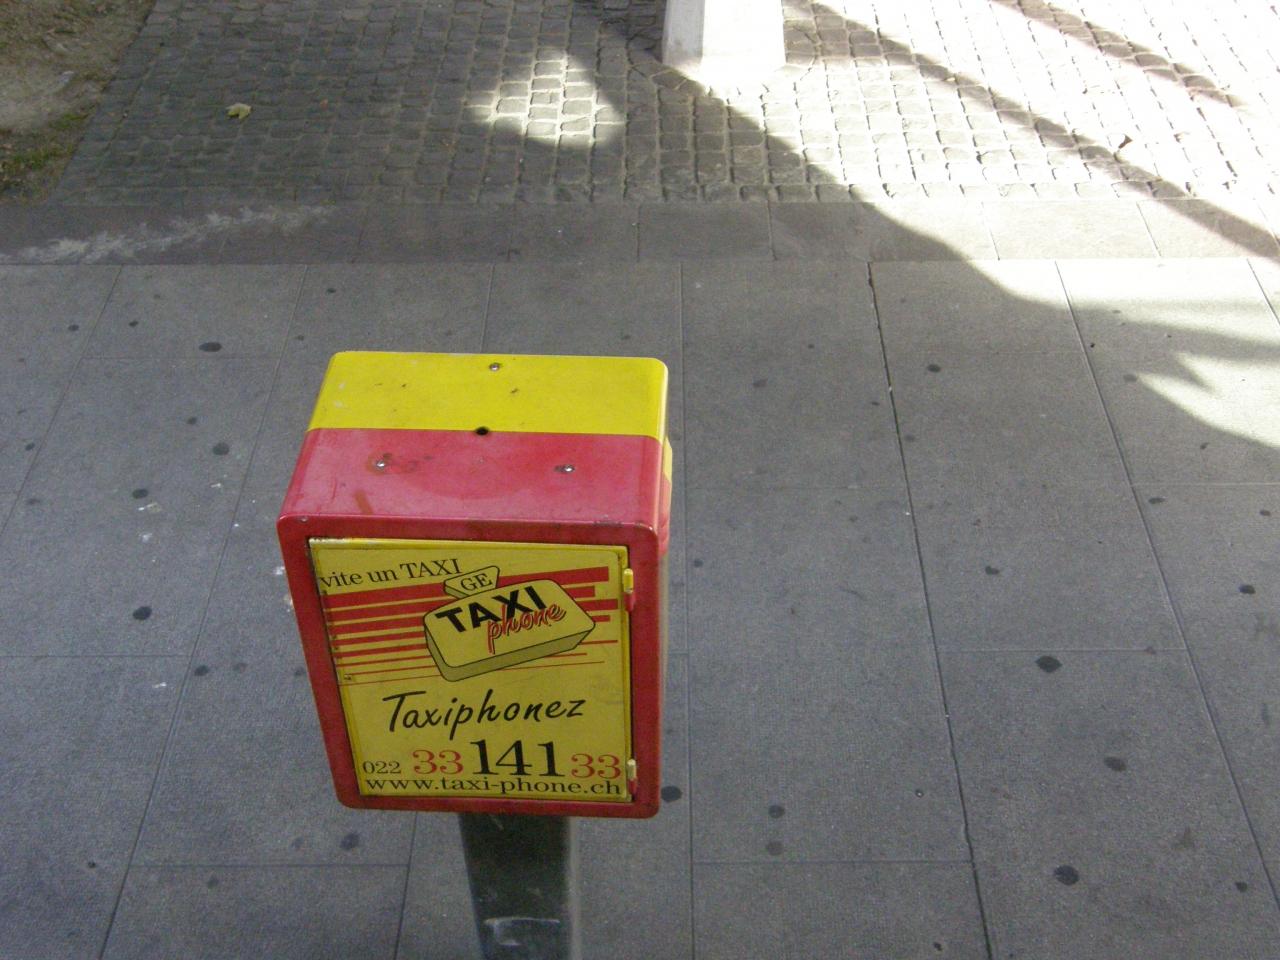 vite un TAXI
GE
TAXI
phone
Taxiphonez
022 33 141 33
www.taxi-phone.ch